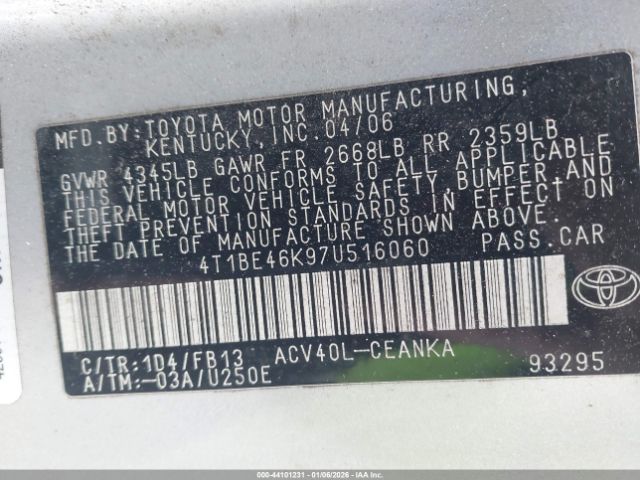 MFD. BY: TOYOTA MOTOR MANUFACTURING,
KENTUCKY, INC. 04/06
GVWR 4345LB GAWR FR 2668LB RR 2359LB
THIS VEHICLE CONFORMS TO ALL APPLICABLE
FEDERAL MOTOR VEHICLE SAFETY, BUMPER, AND
THEFT PREVENTION STANDARDS IN EFFECT ON
THE DATE OF MANUFACTURE SHOWN ABOVE.
4T1BE46K97U516060 PASS. CAR
C/TR: 1D4/FB13 ACV40L-CEANKA
A/TM: -03A/U250E 93295
TOYOTA
000-44101231 - 01/06/2026 - IAAI.COM